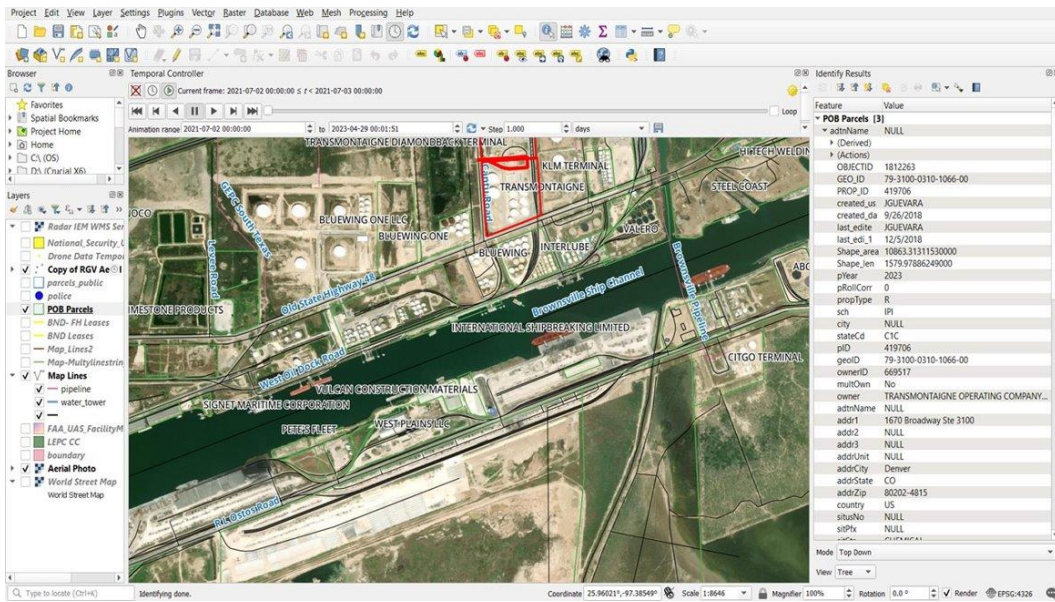 Project Edit View Layer Settings Plugins Vector Raster Database Web Mesh Processing Help
Browser
Favorites
Spatial Bookmarks
Project Home
Home
C:\ (OS)
D:\ (Crucial X6)
Layers
Radar IEM WMS Ser
National_Security_U
Drone Data Tempo
Copy of RGV Ae
parcels_public
police
POB Parcels
BND- FH Leases
BND Leases
Map_Lines2
Map-Multylinestrin
Map Lines
pipeline
water_tower
FAA_UAS_FacilityM
LEPC CC
boundary
Aerial Photo
World Street Map
World Street Map
Temporal Controller
Current frame: 2021-07-02 00:00:00 ≤ t < 2021-07-03 00:00:00
Loop
Animation range 2021-07-02 00:00:00 to 2023-04-29 00:01:51 Step 1.000 days
TRANSMONTAIGNE DIAMONDBACK TERMINAL
KLM TERMINAL
HI TECH WELDIN
TRANSMONTAIGNE
STEEL COAST
BLUEWING ONE LLC
BLUEWING ONE
VALERO
INTERLUBE
BLUEWING
Levee Road
Old State Highway 48
Brownsville Ship Channel
Brownsville Pipeline
LIMESTONE PRODUCTS
INTERNATIONAL SHIPBREAKING LIMITED
West Oil Dock Road
CITGO TERMINAL
VULCAN CONSTRUCTION MATERIALS
SIGNET MARITIME CORPORATION
PETE'S FLEET
WEST PLAINS LLC
R L Ostos Road
Identify Results
Feature Value
POB Parcels [3]
adtnName NULL
(Derived)
(Actions)
OBJECTID 1812263
GEO_ID 79-3100-0310-1066-00
PROP_ID 419706
created_us JGUEVARA
created_da 9/26/2018
last_edite JGUEVARA
last_edi_1 12/5/2018
Shape_area 10863.31311530000
Shape_len 1579.97886249000
pYear 2023
pRollCorr 0
propType R
sch IPI
city NULL
stateCd C1C
pID 419706
geoID 79-3100-0310-1066-00
ownerID 669517
multOwn No
owner TRANSMONTAIGNE OPERATING COMPANY...
adtnName NULL
addr1 1670 Broadway Ste 3100
addr2 NULL
addr3 NULL
addrUnit NULL
addrCity Denver
addrState CO
addrZip 80202-4815
country US
situsNo NULL
sitPfx NULL
Mode Top Down
View Tree
Type to locate (Ctrl+K) Identifying done. Coordinate 25.96021°,-97.38549° Scale 1:8646 Magnifier 100% Rotation 0.0 ° Render EPSG:4326